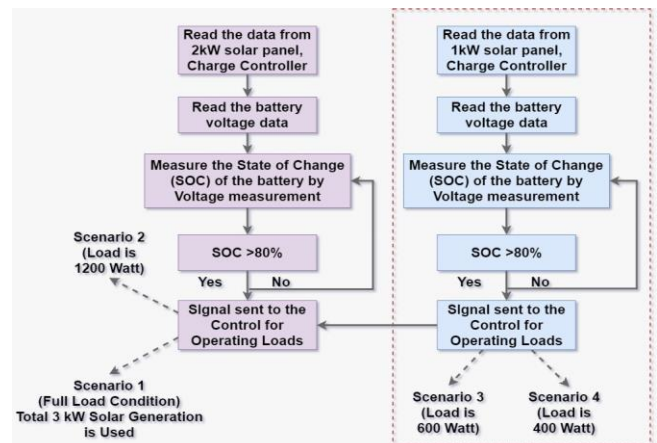 Read the data from
2kW solar panel,
Charge Controller
Read the battery
voltage data
Measure the State of Change
(SOC) of the battery by
Voltage measurement
SOC >80%
Yes
No
SIgnal sent to the
Control for
Operating Loads
Scenario 2
(Load is
1200 Watt)
Scenario 1
(Full Load Condition)
Total 3 kW Solar Generation
is Used
Read the data from
1kW solar panel,
Charge Controller
Read the battery
voltage data
Measure the State of Change
(SOC) of the battery by
Voltage measurement
SOC >80%
Yes
No
SIgnal sent to the
Control for
Operating Loads
Scenario 3
(Load is
600 Watt)
Scenario 4
(Load is
400 Watt)